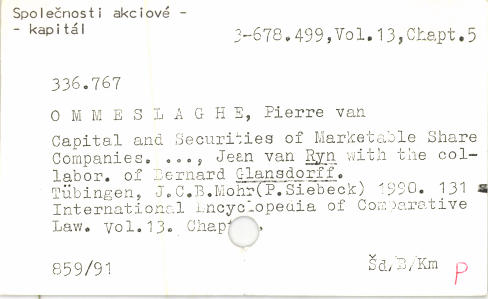 Společnosti akciové -
- kapitál
3-678.499,Vol.13,Chapt.5
336.767
O M M E S L A G H E, Pierre van
Capital and Securities of Marketable Share
Companies. ..., Jean van Ryn with the col-
labor. of Bernard Glansdorff.
Tübingen, J.C.B.Mohr(P.Siebeck) 1990. 131
International Encyclopedia of Comparative
Law. Vol.13. Chapt
859/91
Šd/B/Km
P